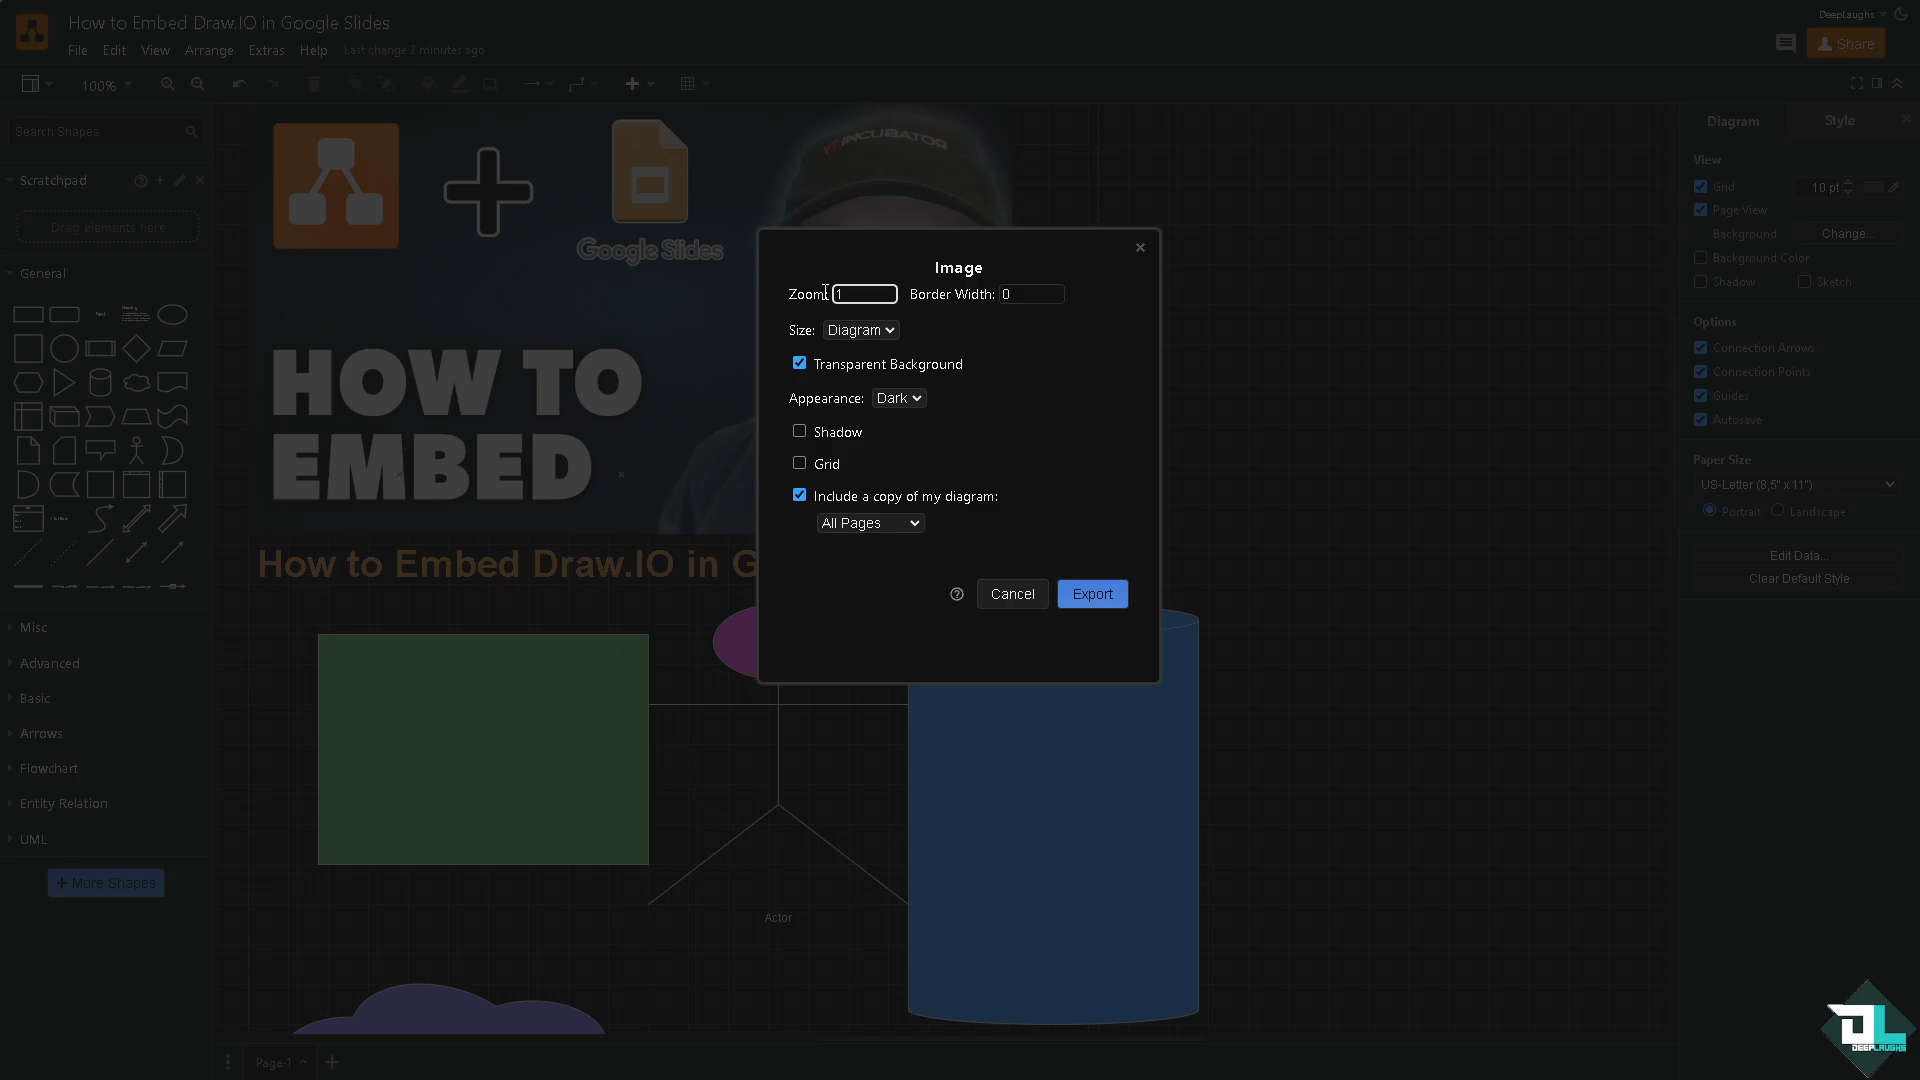 How to Embed Draw.IO in Google Slides
DeepLaughs
File Edit View Arrange Extras Help Last change 2 minutes ago
Share
100%
Search Shapes
Scratchpad
Drag elements here
General
Text
Misc
Advanced
Basic
Arrows
Flowchart
Entity Relation
UML
+ More Shapes
INCUBATOR
Google Slides
HOW TO
EMBED
How to Embed Draw.IO in G
Actor
Image
Zoom: 1 Border Width: 0
Size: Diagram
Transparent Background
Appearance: Dark
Shadow
Grid
Include a copy of my diagram:
All Pages
Cancel Export
Diagram Style
View
Grid 10 pt
Page View
Background Change...
Background Color
Shadow Sketch
Options
Connection Arrows
Connection Points
Guides
Autosave
Paper Size
US-Letter (8,5" x 11")
Portrait Landscape
Edit Data...
Clear Default Style
Page-1
DL
DEEPLAUGHS